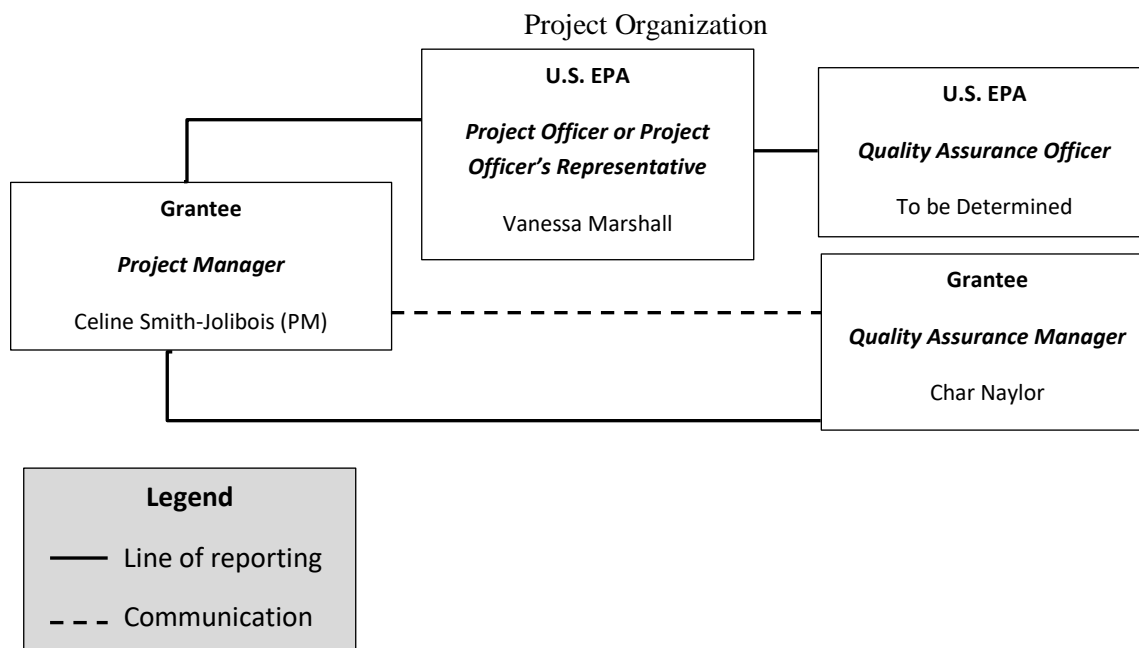 Project Organization
U.S. EPA
Project Officer or Project
Officer’s Representative
Vanessa Marshall
U.S. EPA
Quality Assurance Officer
To be Determined
Grantee
Project Manager
Celine Smith-Jolibois (PM)
Grantee
Quality Assurance Manager
Char Naylor
Legend
Line of reporting
Communication